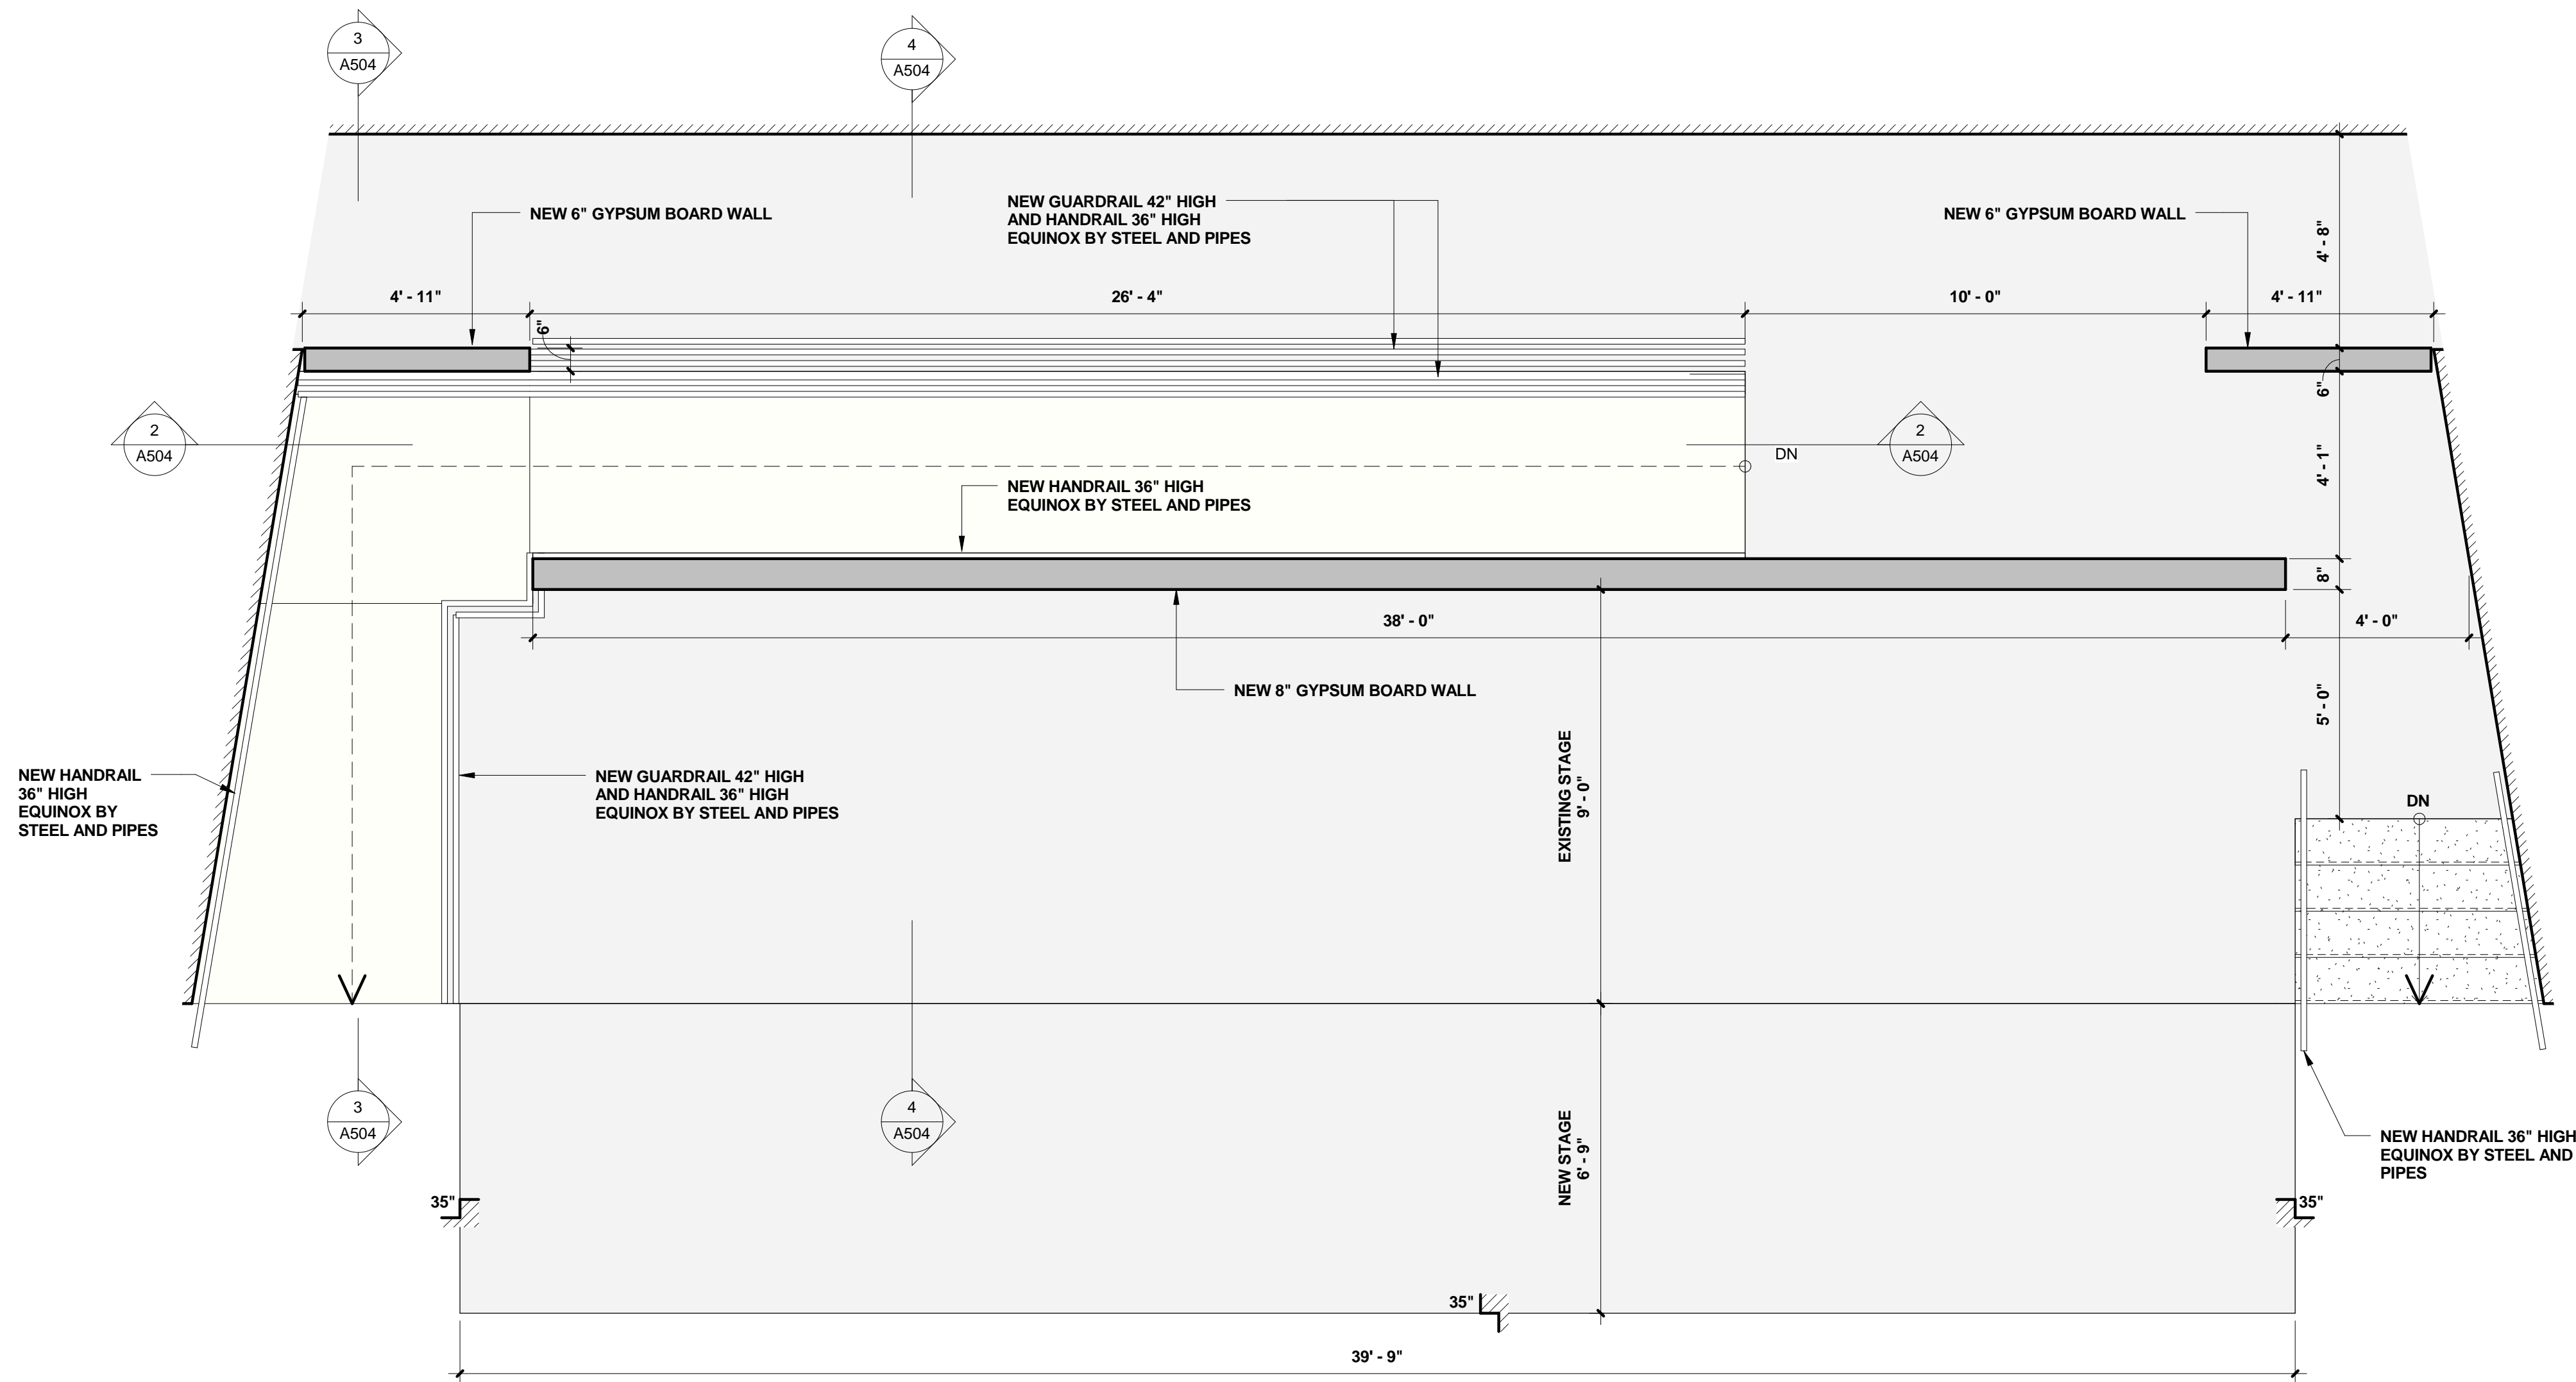 3
A504
4
A504
NEW 6" GYPSUM BOARD WALL
NEW GUARDRAIL 42" HIGH
AND HANDRAIL 36" HIGH
EQUINOX BY STEEL AND PIPES
NEW 6" GYPSUM BOARD WALL
4' - 8"
4' - 11"
26' - 4"
10' - 0"
4' - 11"
6"
6"
2
A504
DN
2
A504
4' - 1"
NEW HANDRAIL 36" HIGH
EQUINOX BY STEEL AND PIPES
8"
38' - 0"
4' - 0"
NEW 8" GYPSUM BOARD WALL
5' - 0"
NEW HANDRAIL
36" HIGH
EQUINOX BY
STEEL AND PIPES
NEW GUARDRAIL 42" HIGH
AND HANDRAIL 36" HIGH
EQUINOX BY STEEL AND PIPES
EXISTING STAGE
9' - 0"
DN
3
A504
4
A504
NEW STAGE
6' - 9"
NEW HANDRAIL 36" HIGH
EQUINOX BY STEEL AND
PIPES
35"
35"
35"
39' - 9"